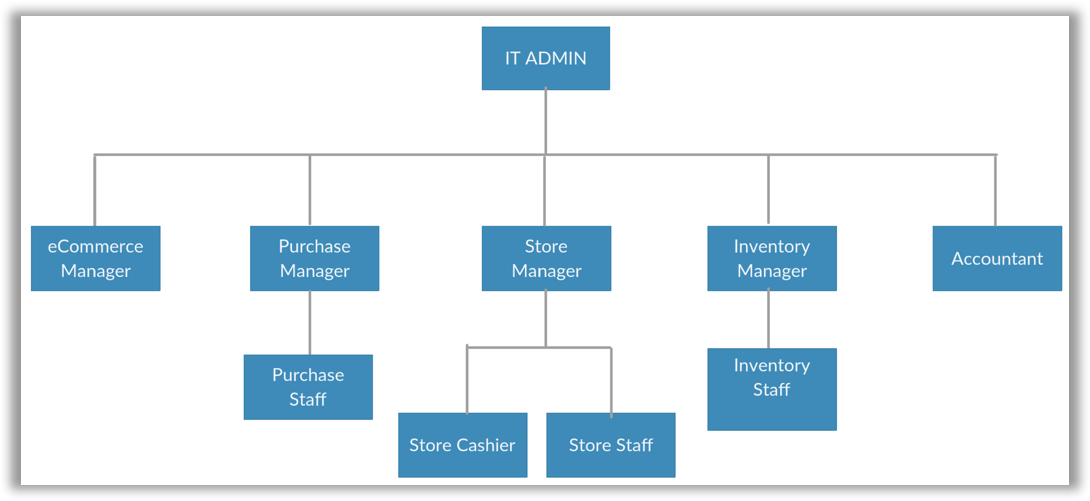 IT ADMIN
eCommerce
Manager
Purchase
Manager
Store
Manager
Inventory
Manager
Accountant
Purchase
Staff
Inventory
Staff
Store Cashier
Store Staff